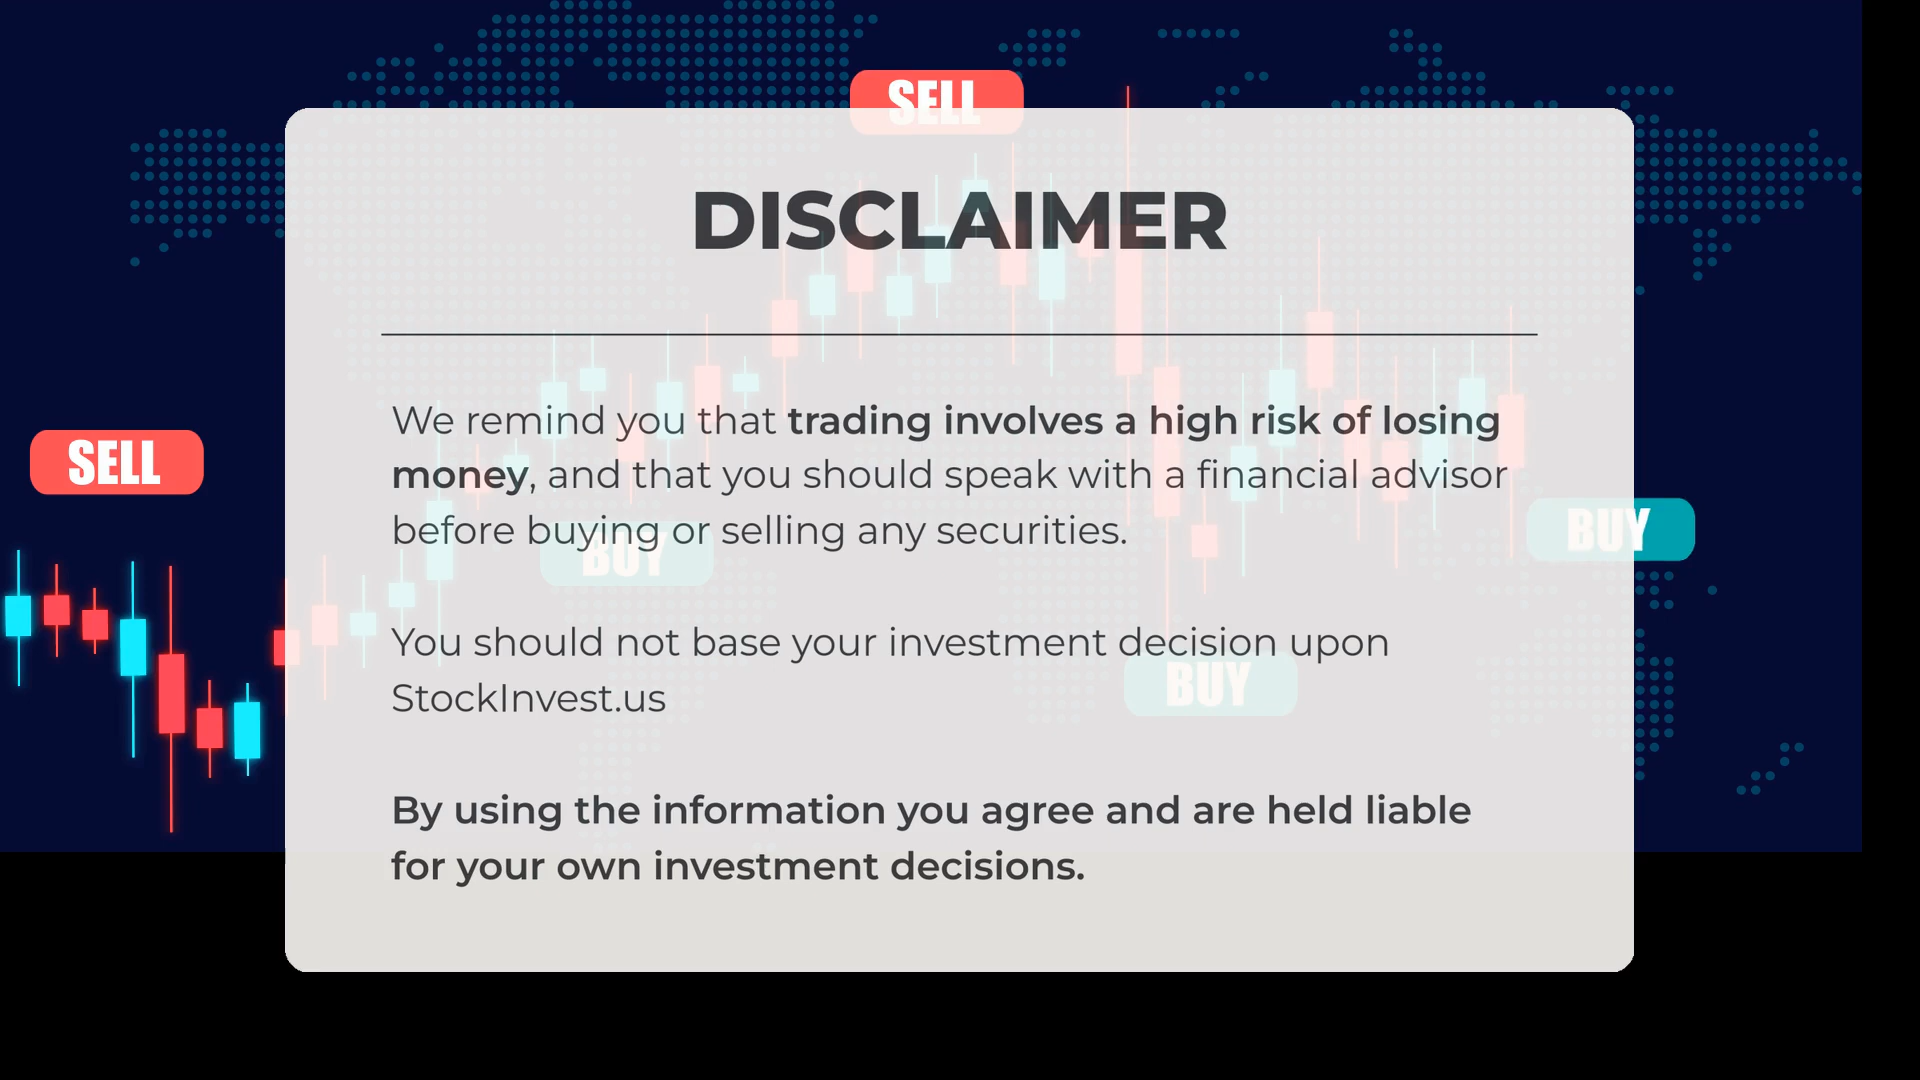 SELL
DISCLAIMER
We remind you that trading involves a high risk of losing
money, and that you should speak with a financial advisor
before buying or selling any securities.
SELL
BUY
BUY
You should not base your investment decision upon
StockInvest.us
BUY
By using the information you agree and are held liable
for your own investment decisions.